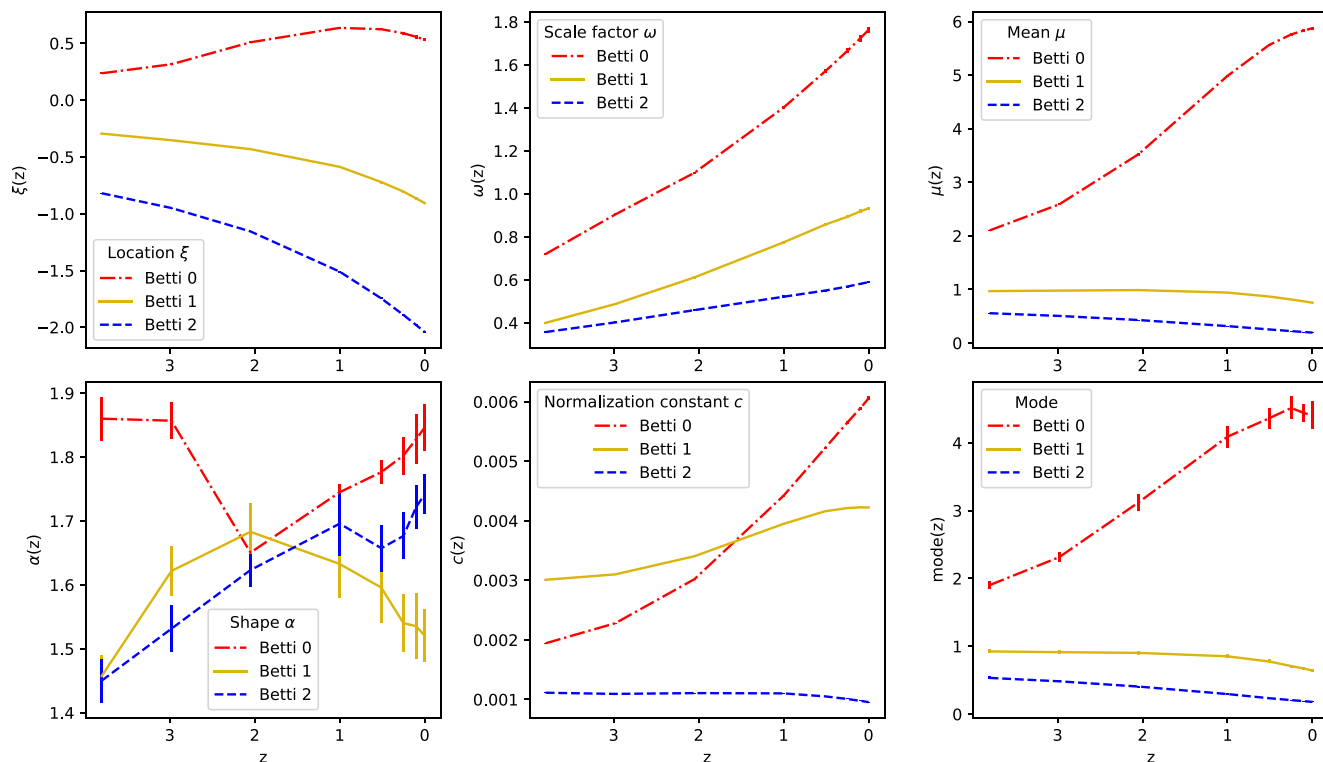 0.5
0.0
−0.5
−1.0
−1.5
−2.0
ξ(z)
Location ξ
Betti 0
Betti 1
Betti 2
3
2
1
0
1.8
1.6
1.4
1.2
1.0
0.8
0.6
0.4
ω(z)
Scale factor ω
Betti 0
Betti 1
Betti 2
3
2
1
0
6
5
4
3
2
1
0
μ(z)
Mean μ
Betti 0
Betti 1
Betti 2
3
2
1
0
1.9
1.8
1.7
1.6
1.5
1.4
α(z)
Shape α
Betti 0
Betti 1
Betti 2
3
2
1
0
z
0.006
0.005
0.004
0.003
0.002
0.001
c(z)
Normalization constant c
Betti 0
Betti 1
Betti 2
3
2
1
0
z
4
3
2
1
0
mode(z)
Mode
Betti 0
Betti 1
Betti 2
3
2
1
0
z